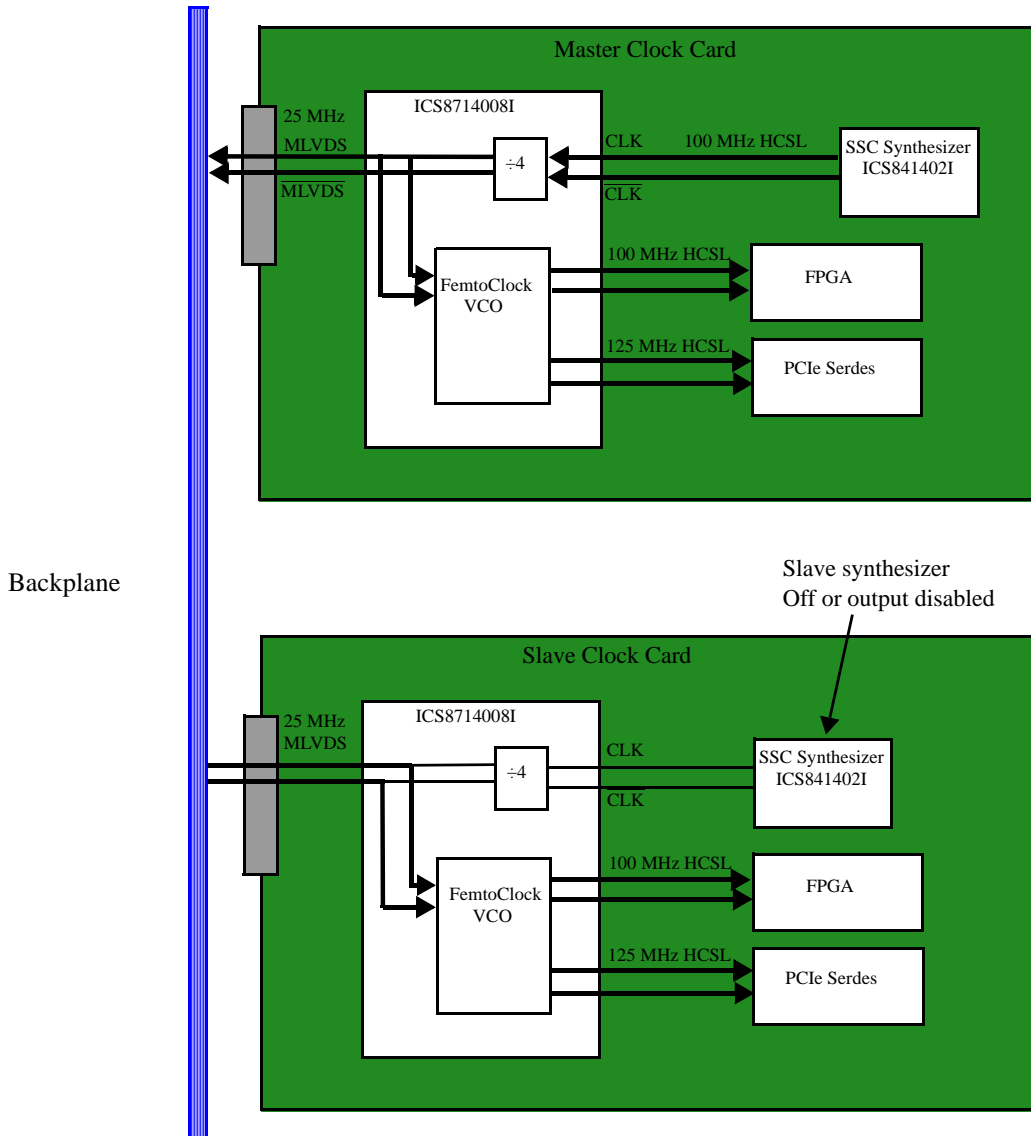 Master Clock Card
25 MHz
MLVDS
MLVDS
ICS8714008I
÷4
CLK
CLK
100 MHz HCSL
SSC Synthesizer
ICS841402I
FemtoClock
VCO
100 MHz HCSL
FPGA
125 MHz HCSL
PCIe Serdes
Backplane
Slave synthesizer
Off or output disabled
Slave Clock Card
25 MHz
MLVDS
ICS8714008I
÷4
CLK
CLK
SSC Synthesizer
ICS841402I
FemtoClock
VCO
100 MHz HCSL
FPGA
125 MHz HCSL
PCIe Serdes